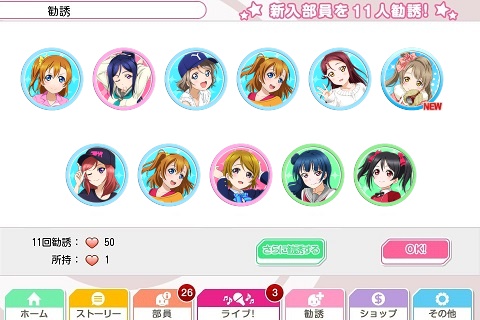 勧誘
新入部員を11人勧誘!
NEW
11回勧誘: 50
所持: 1
さらに勧誘する
OK!
26
3
ホーム
ストーリー
部員
ライブ!
勧誘
ショップ
その他